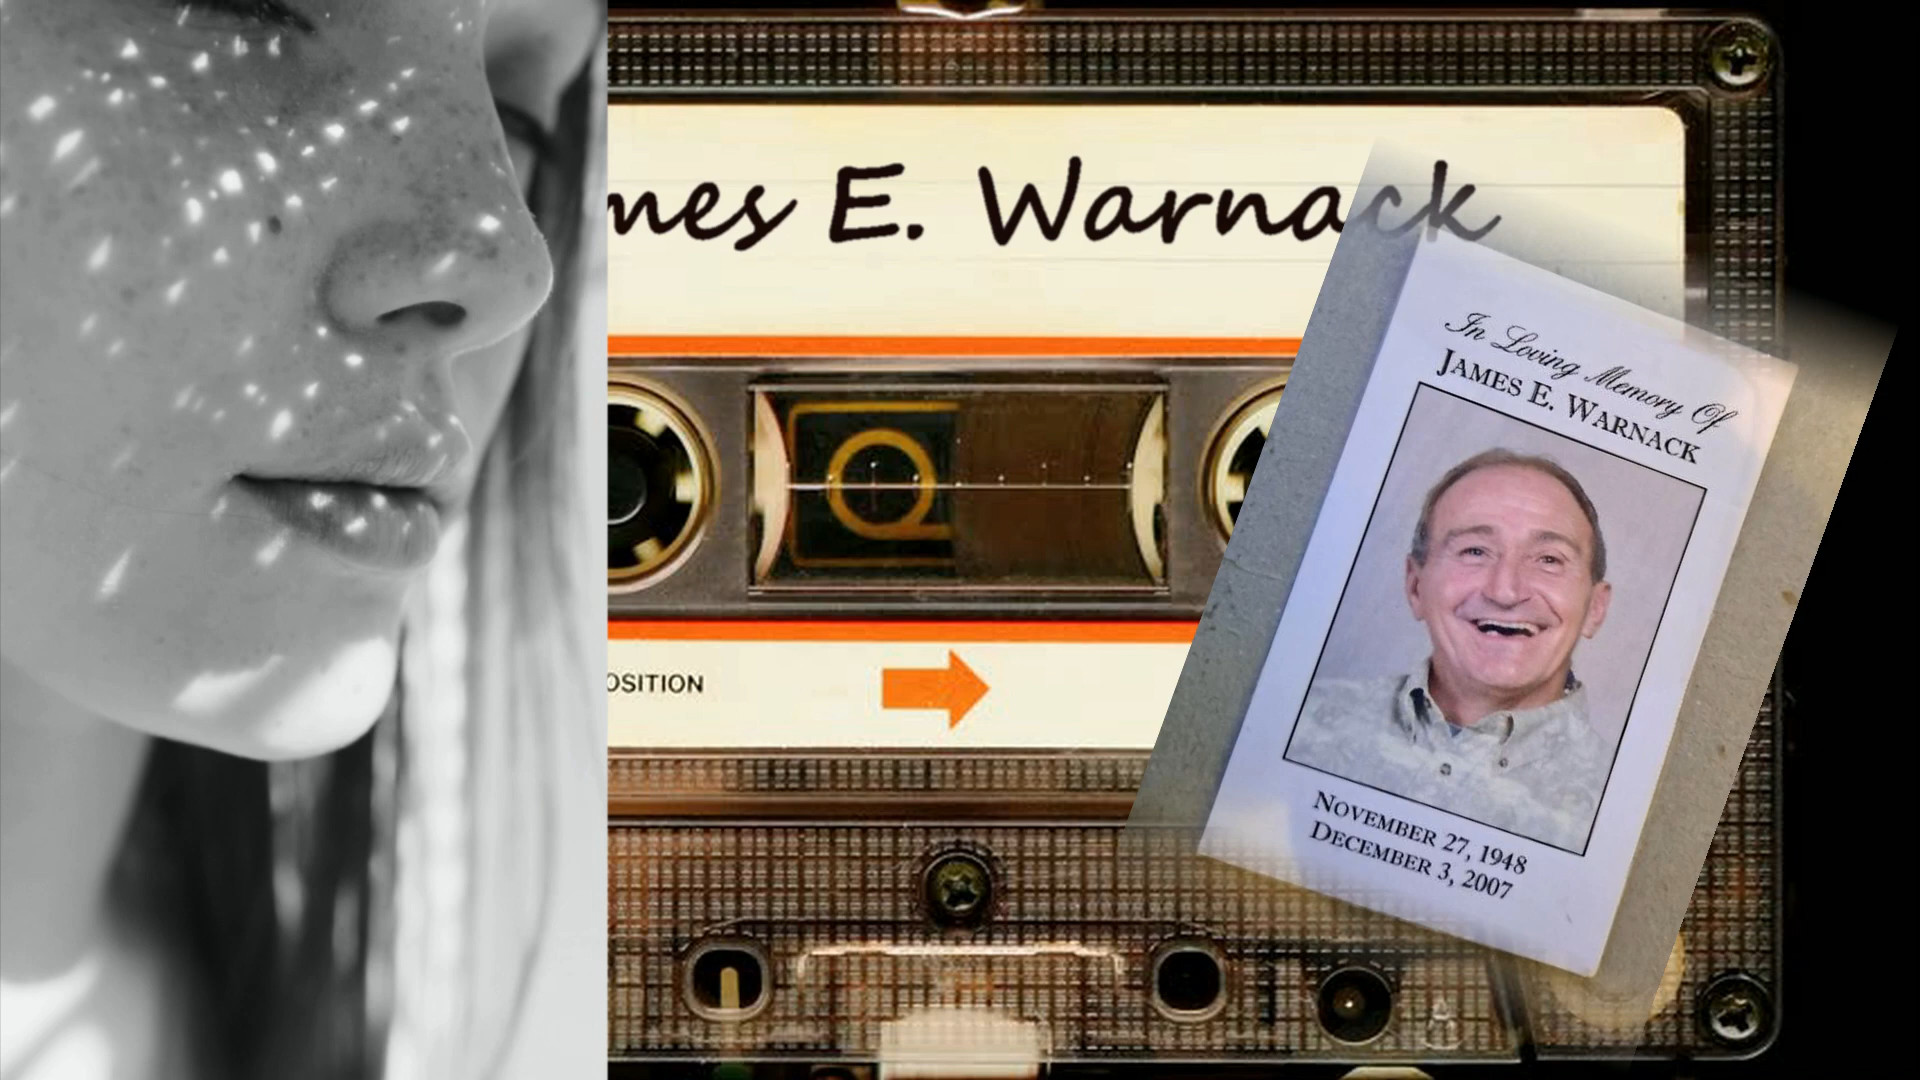 mes E. Warnack
OSITION
In Loving Memory Of
JAMES E. WARNACK
NOVEMBER 27, 1948
DECEMBER 3, 2007